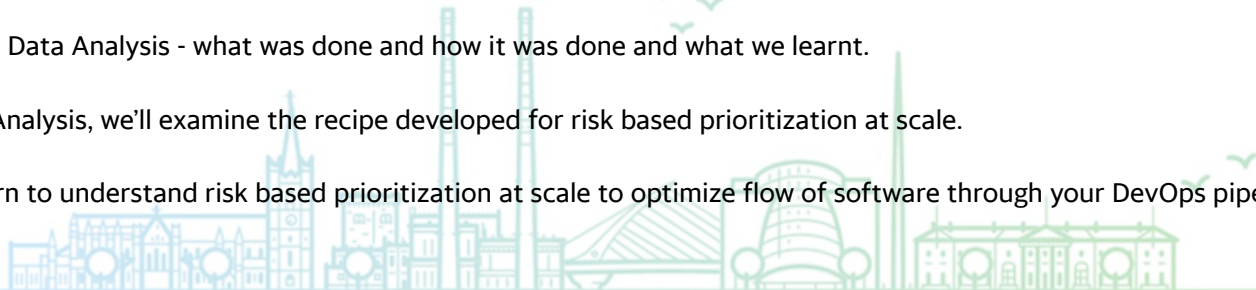 Data Analysis - what was done and how it was done and what we learnt.
Analysis, we'll examine the recipe developed for risk based prioritization at scale.
to understand risk based prioritization at scale to optimize flow of software through your DevOps